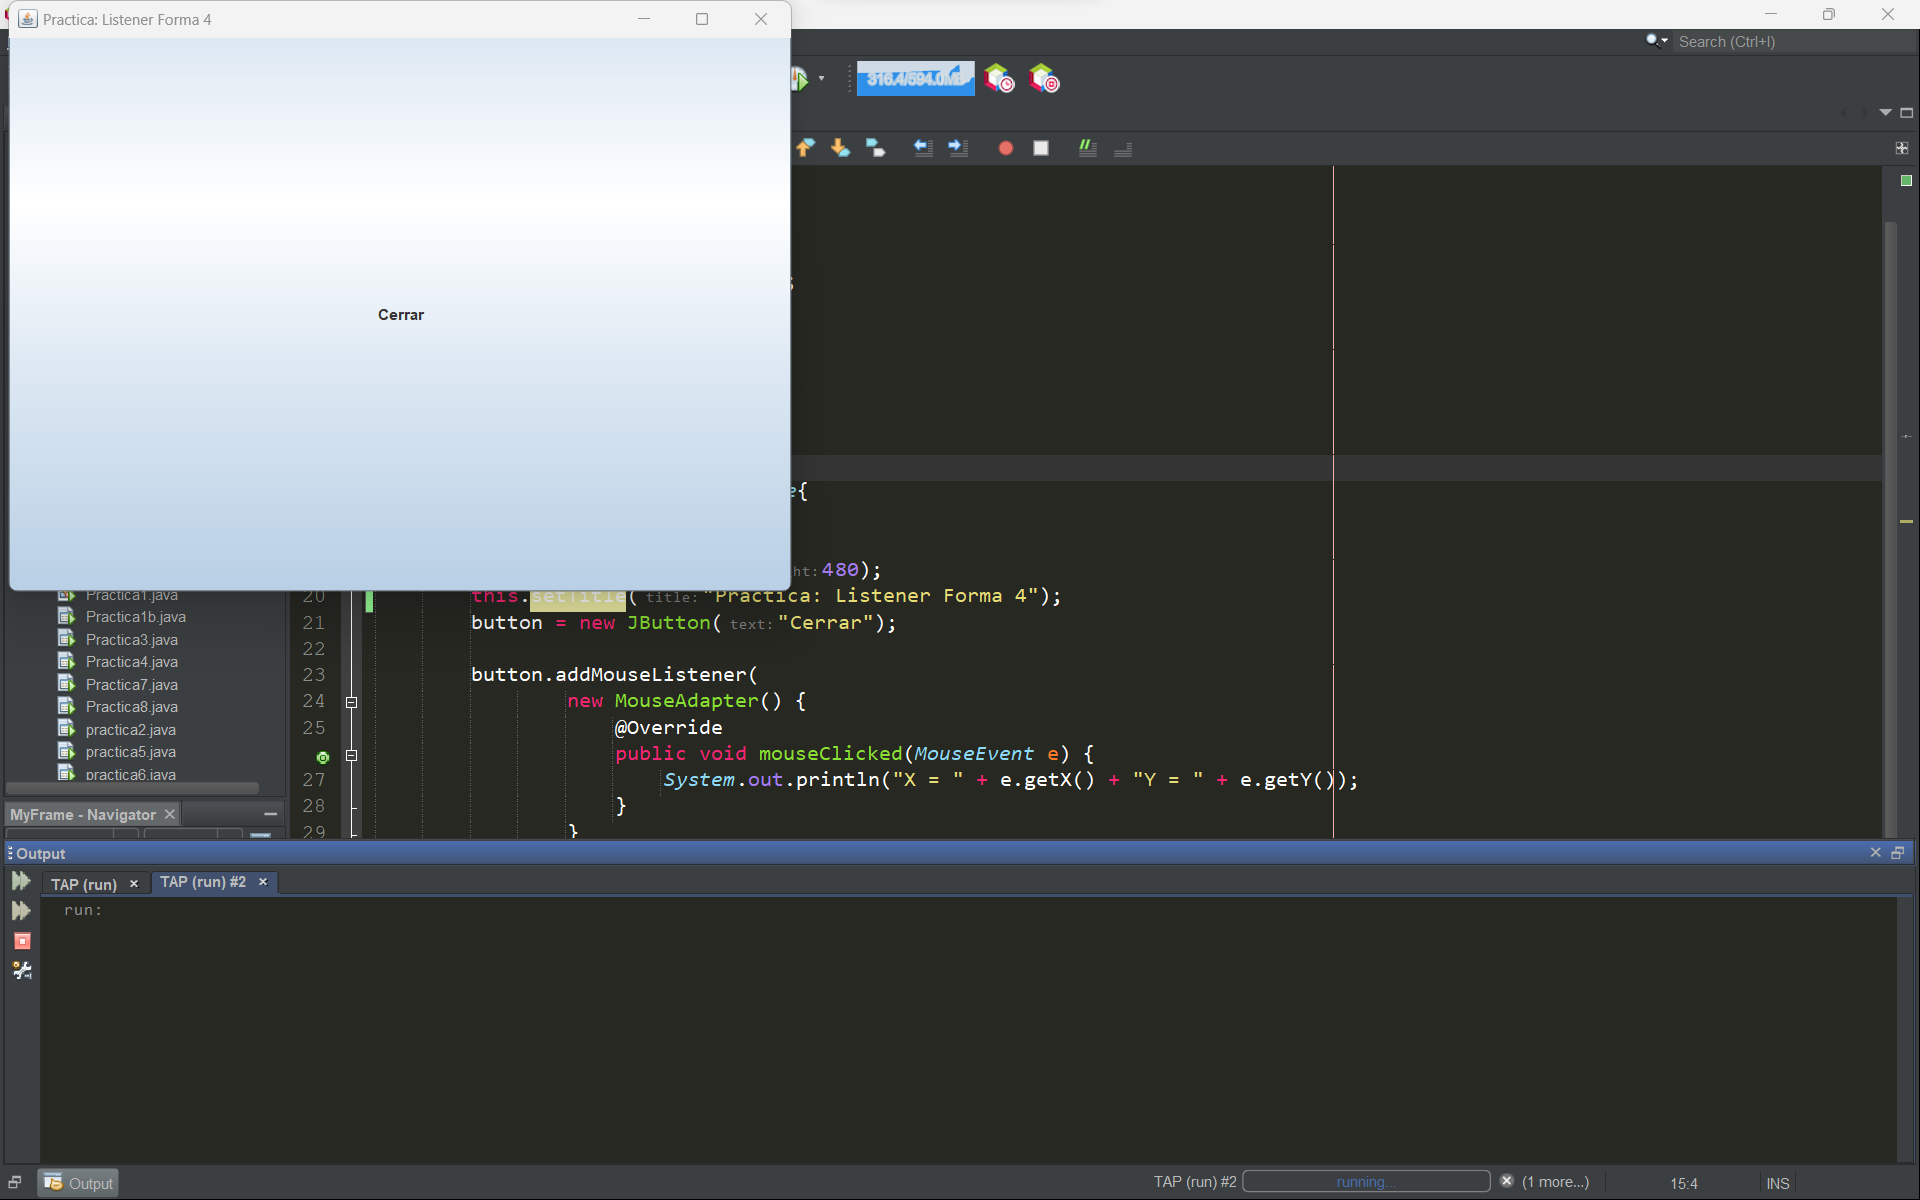 Practica: Listener Forma 4
Search (Ctrl+I)
316.4/594.0MB
Cerrar
;
{
ht: 480);
20 this.setTitle( title: "Practica: Listener Forma 4");
21 button = new JButton( text: "Cerrar");
22
23 button.addMouseListener(
24 new MouseAdapter() {
25 @Override
public void mouseClicked(MouseEvent e) {
27 System.out.println("X = " + e.getX() + "Y = " + e.getY());
28 }
29 }
Practica1.java
Practica1b.java
Practica3.java
Practica4.java
Practica7.java
Practica8.java
practica2.java
practica5.java
practica6.java
MyFrame - Navigator
Output
TAP (run)
TAP (run) #2
run:
Output
TAP (run) #2
running...
(1 more...)
15:4
INS